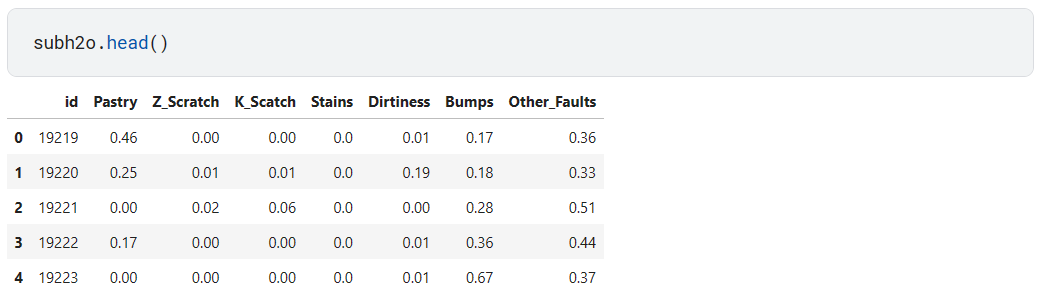 subh2o.head()
id Pastry Z_Scratch K_Scatch Stains Dirtiness Bumps Other_Faults
0 19219 0.46 0.00 0.00 0.0 0.01 0.17 0.36
1 19220 0.25 0.01 0.01 0.0 0.19 0.18 0.33
2 19221 0.00 0.02 0.06 0.0 0.00 0.28 0.51
3 19222 0.17 0.00 0.00 0.0 0.01 0.36 0.44
4 19223 0.00 0.00 0.00 0.0 0.01 0.67 0.37